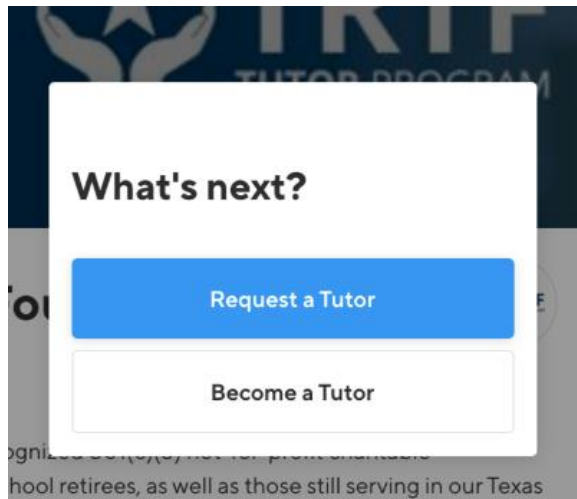 TUTOR PROGRAM
What's next?
Request a Tutor
Become a Tutor
hool retirees, as well as those still serving in our Texas